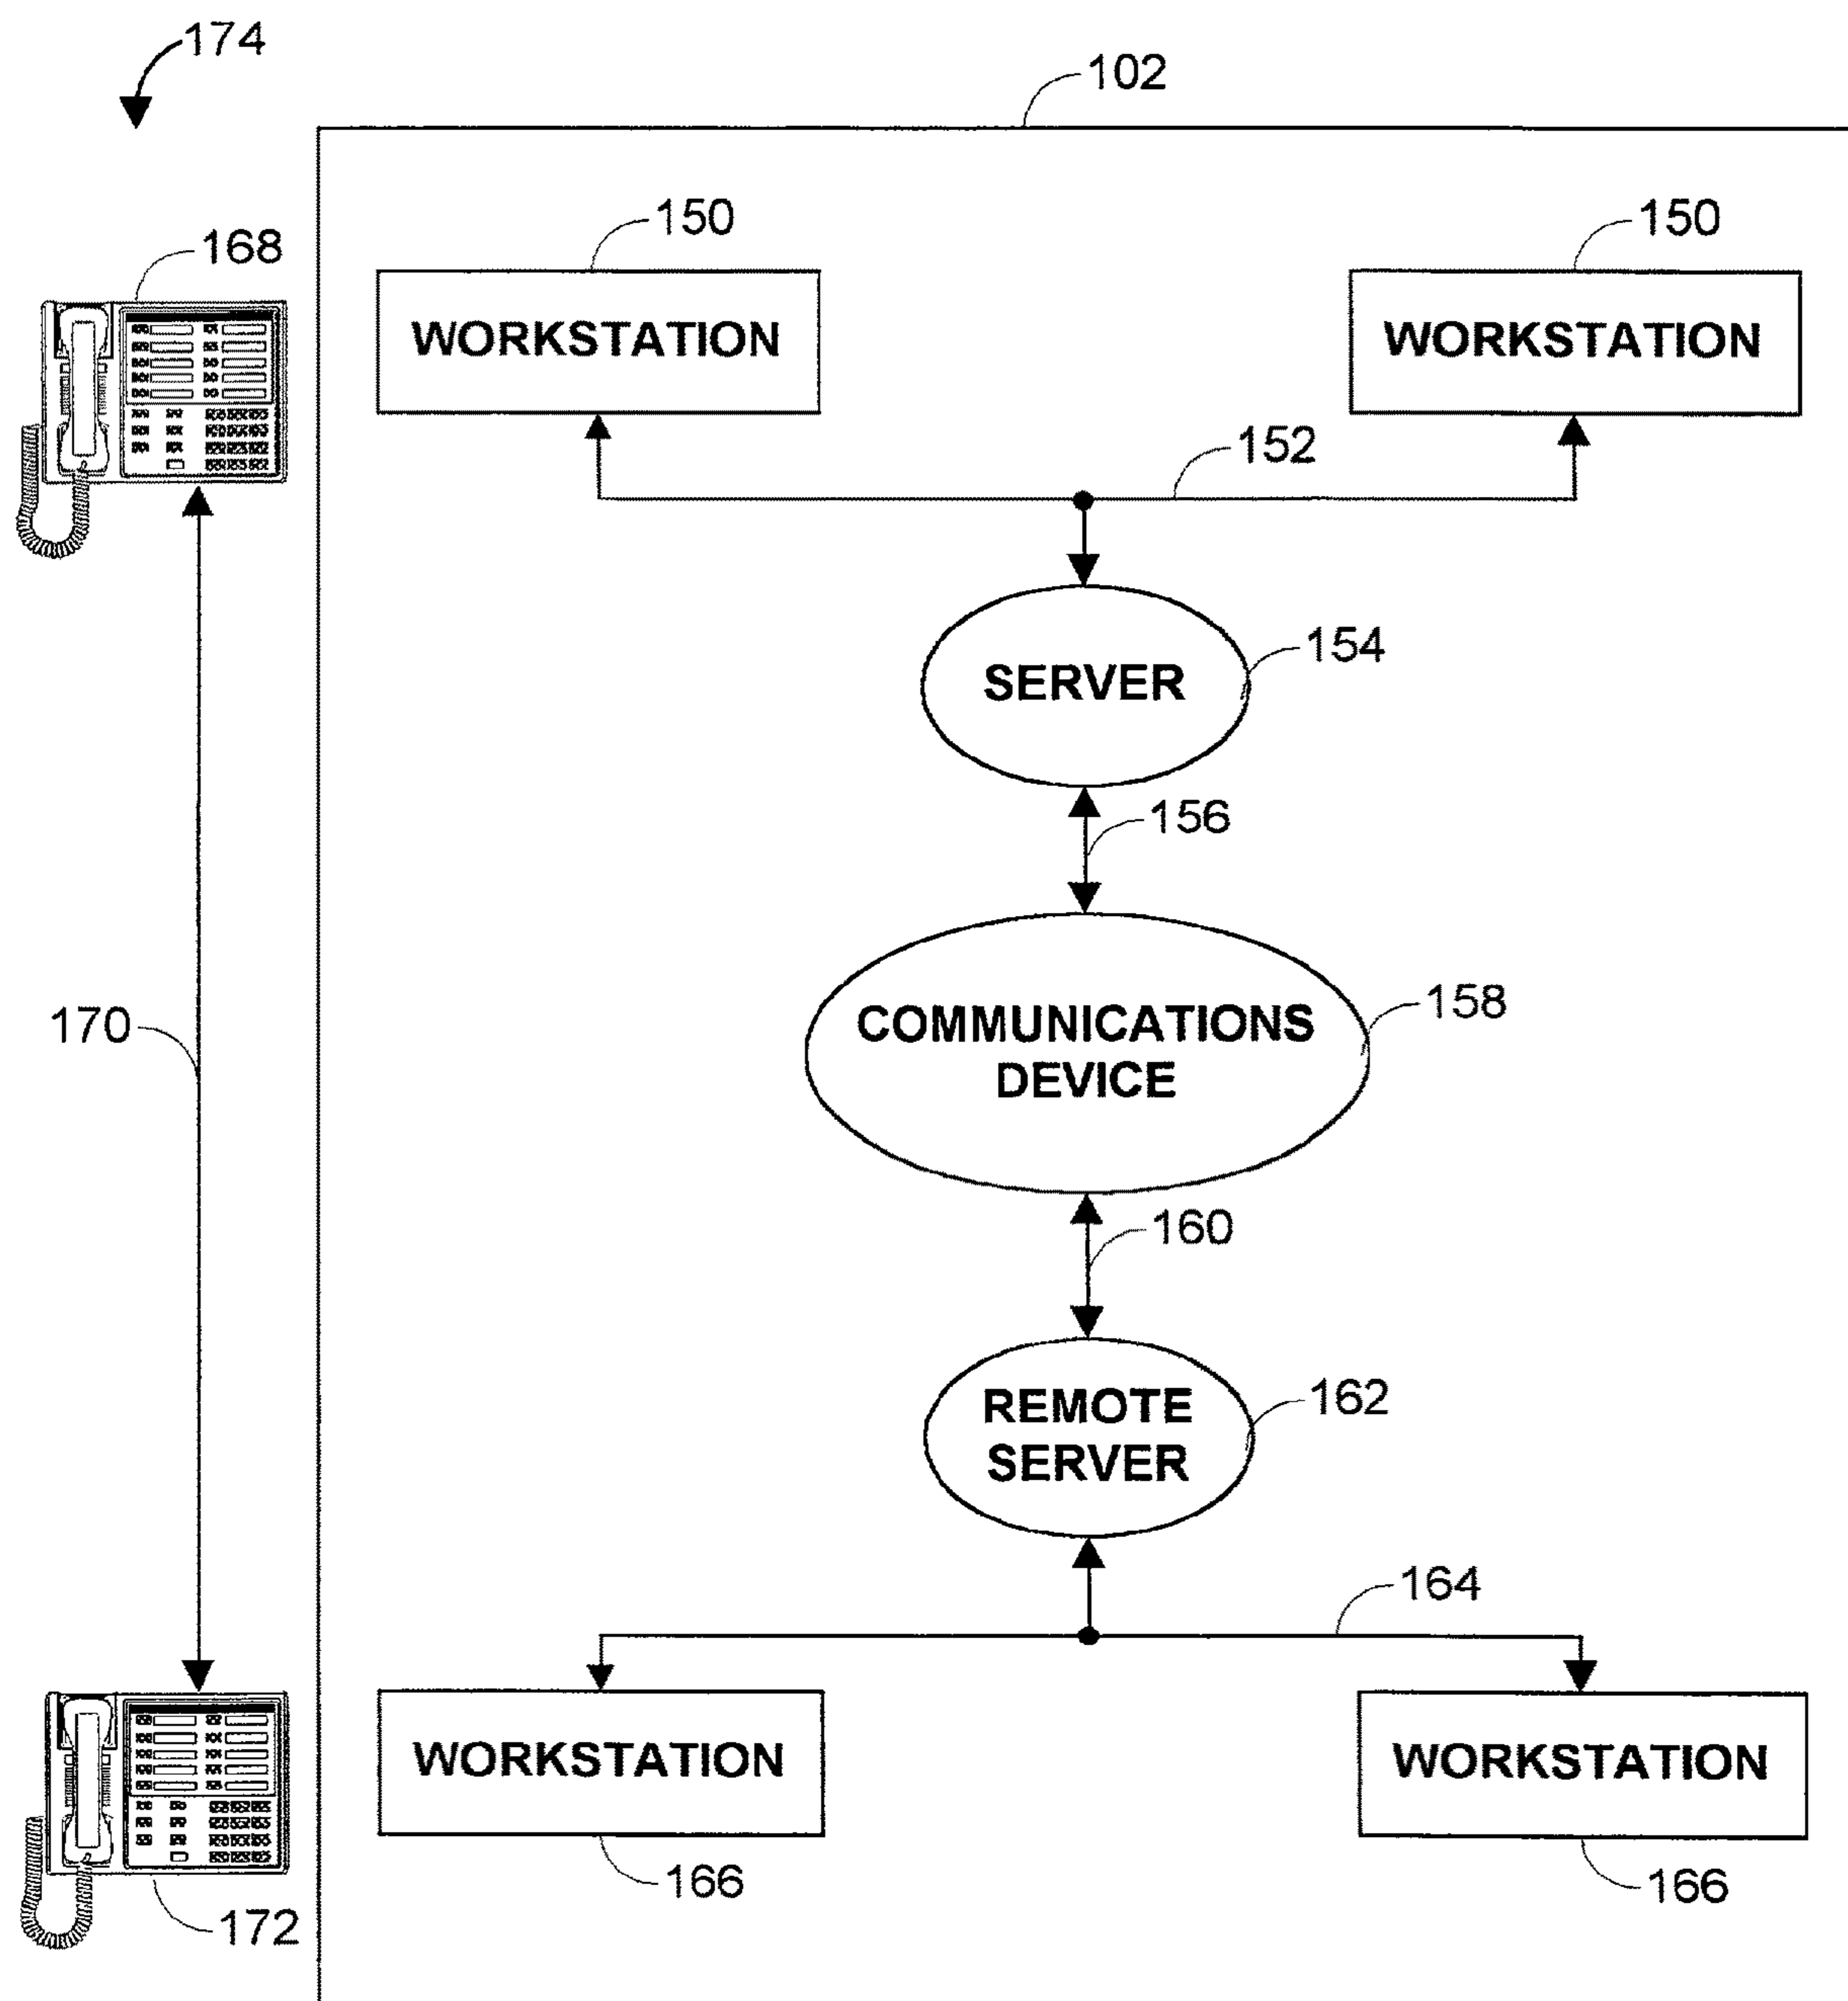 174
102
150
150
168
WORKSTATION
WORKSTATION
152
154
SERVER
156
158
COMMUNICATIONS
DEVICE
170
160
162
REMOTE
SERVER
164
WORKSTATION
WORKSTATION
166
166
172